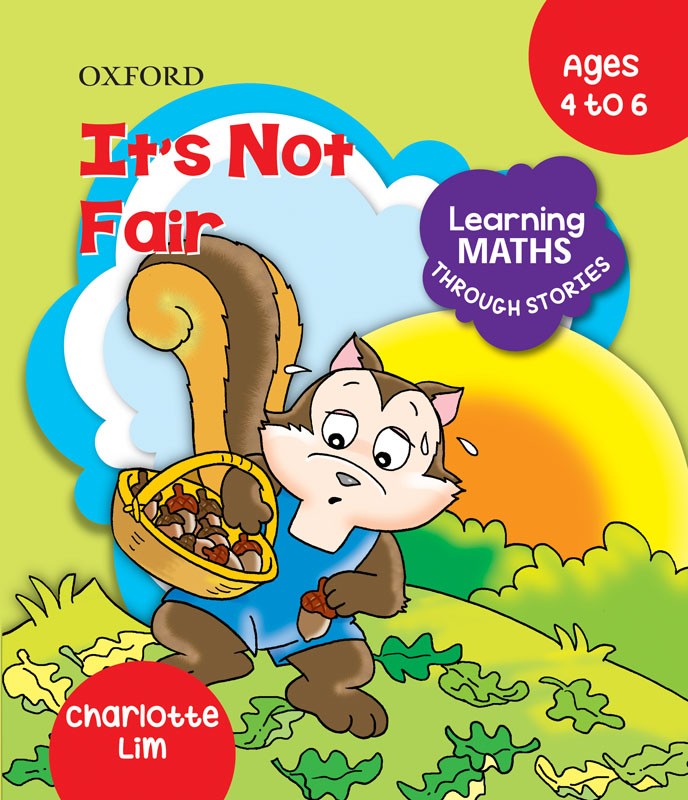 OXFORD
It's Not
Fair
Ages
4 to 6
Learning
MATHS
THROUGH STORIES
Charlotte
Lim